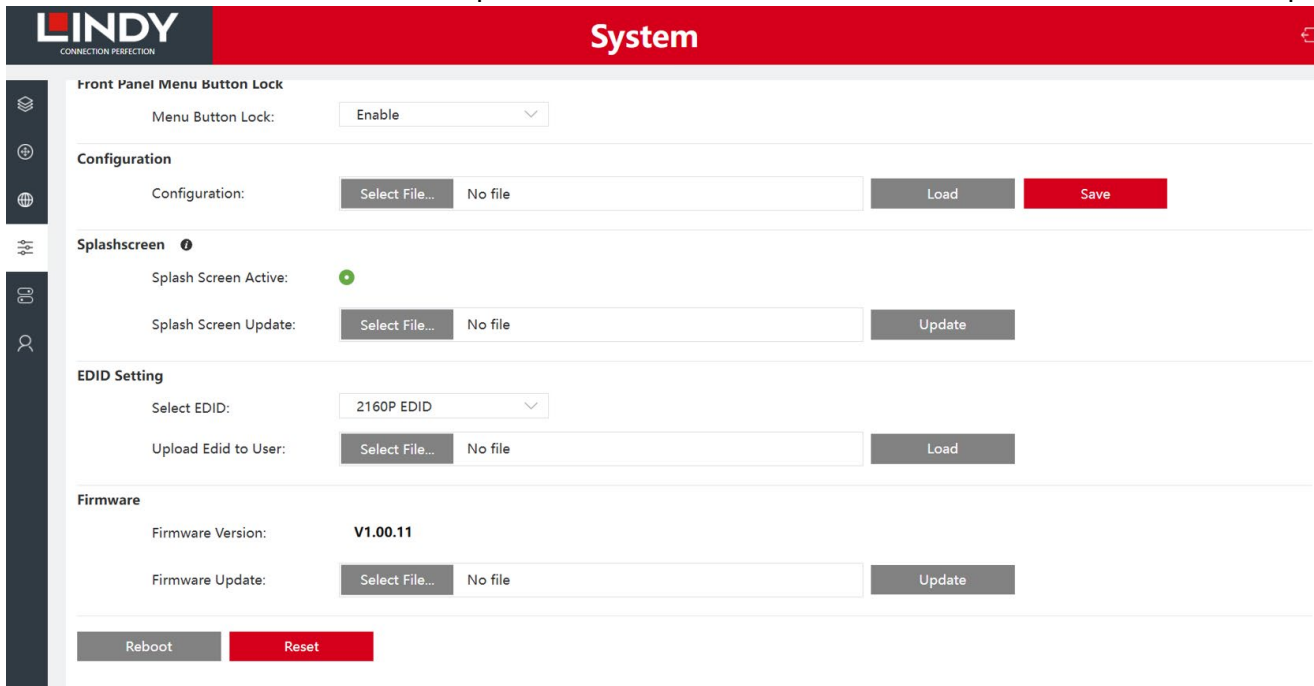 LINDY
CONNECTION PERFECTION
System
Front Panel Menu Button Lock
Menu Button Lock: Enable
Configuration
Configuration: Select File... No file Load Save
Splashscreen
Splash Screen Active:
Splash Screen Update: Select File... No file Update
EDID Setting
Select EDID: 2160P EDID
Upload Edid to User: Select File... No file Load
Firmware
Firmware Version: V1.00.11
Firmware Update: Select File... No file Update
Reboot Reset